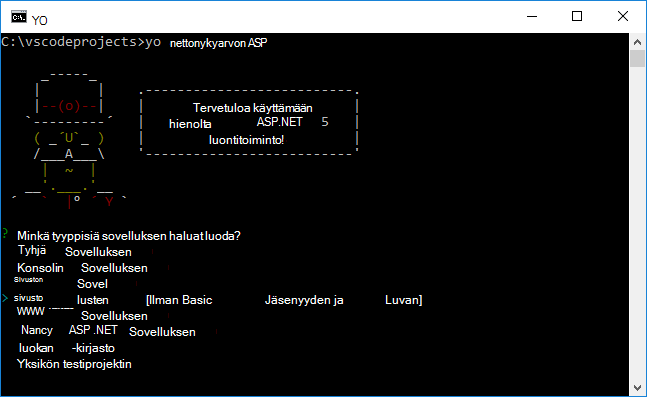 YO
C:\vscodeprojects>yo nettonykyarvon ASP
Tervetuloa käyttämään
hienolta ASP.NET 5
luontitoiminto!
? Minkä tyyppisiä sovelluksen haluat luoda?
Tyhjä Sovelluksen
Konsolin Sovelluksen
Sivuston Sovel
> sivusto lusten [Ilman Basic Jäsenyyden ja Luvan]
WWW Sovelluksen
Nancy ASP .NET Sovelluksen
luokan -kirjasto
Yksikön testiprojektin